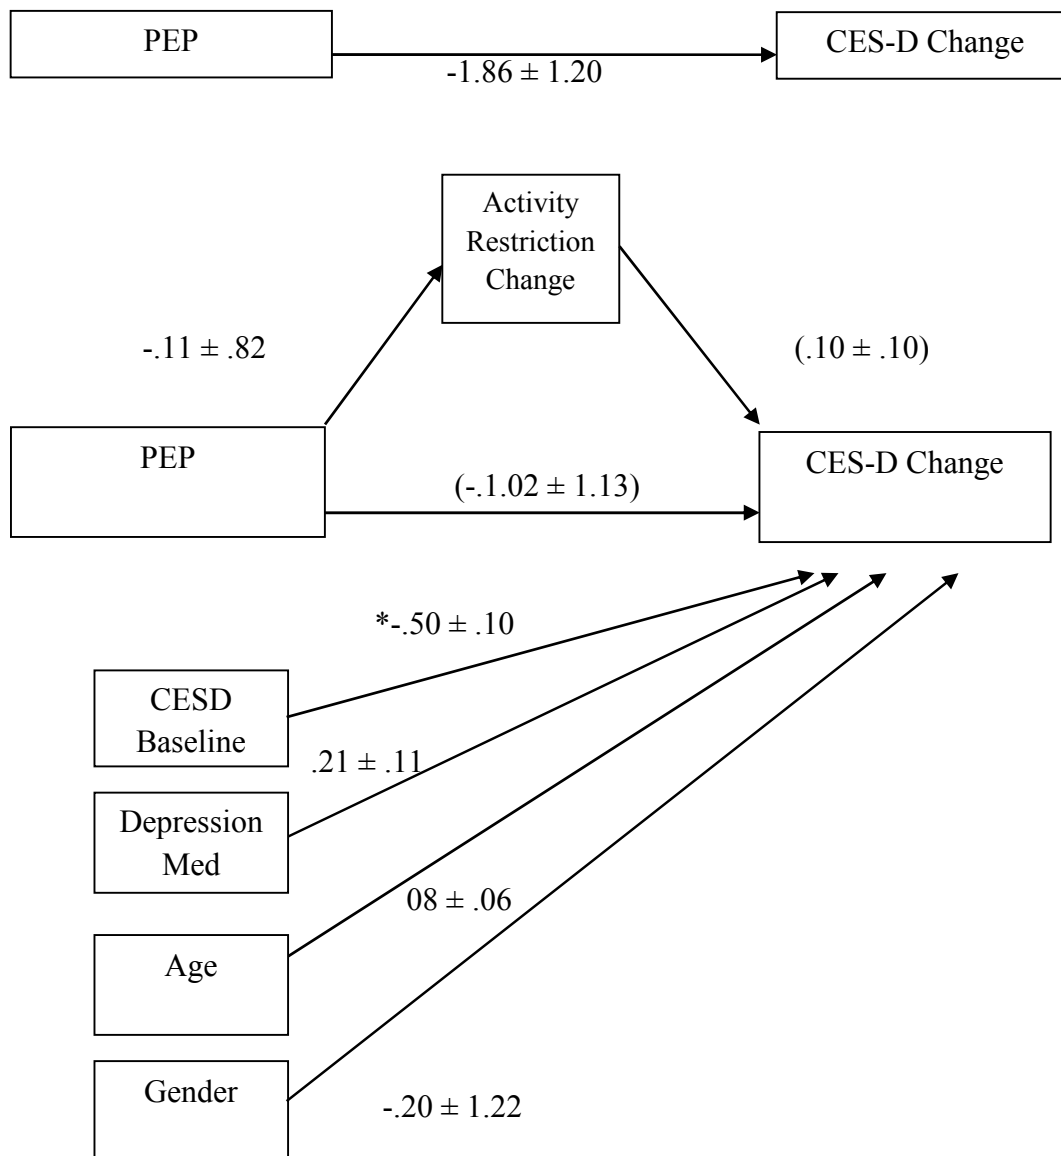 PEP
CES-D Change
-1.86 ± 1.20
Activity
Restriction
Change
-.11 ± .82
(.10 ± .10)
PEP
CES-D Change
(-.1.02 ± 1.13)
*-.50 ± .10
CESD
Baseline
.21 ± .11
Depression
Med
08 ± .06
Age
Gender
-.20 ± 1.22